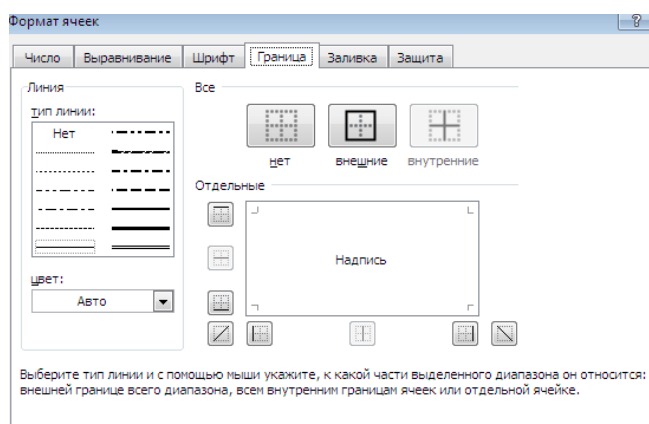 Формат ячеек
?
Число Выравнивание Шрифт Граница Заливка Защита
Линия
тип линии:
Нет
цвет:
Авто
Все
нет внешние внутренние
Отдельные
Надпись
Выберите тип линии и с помощью мыши укажите, к какой части выделенного диапазона он относится:
внешней границе всего диапазона, всем внутренним границам ячеек или отдельной ячейке.